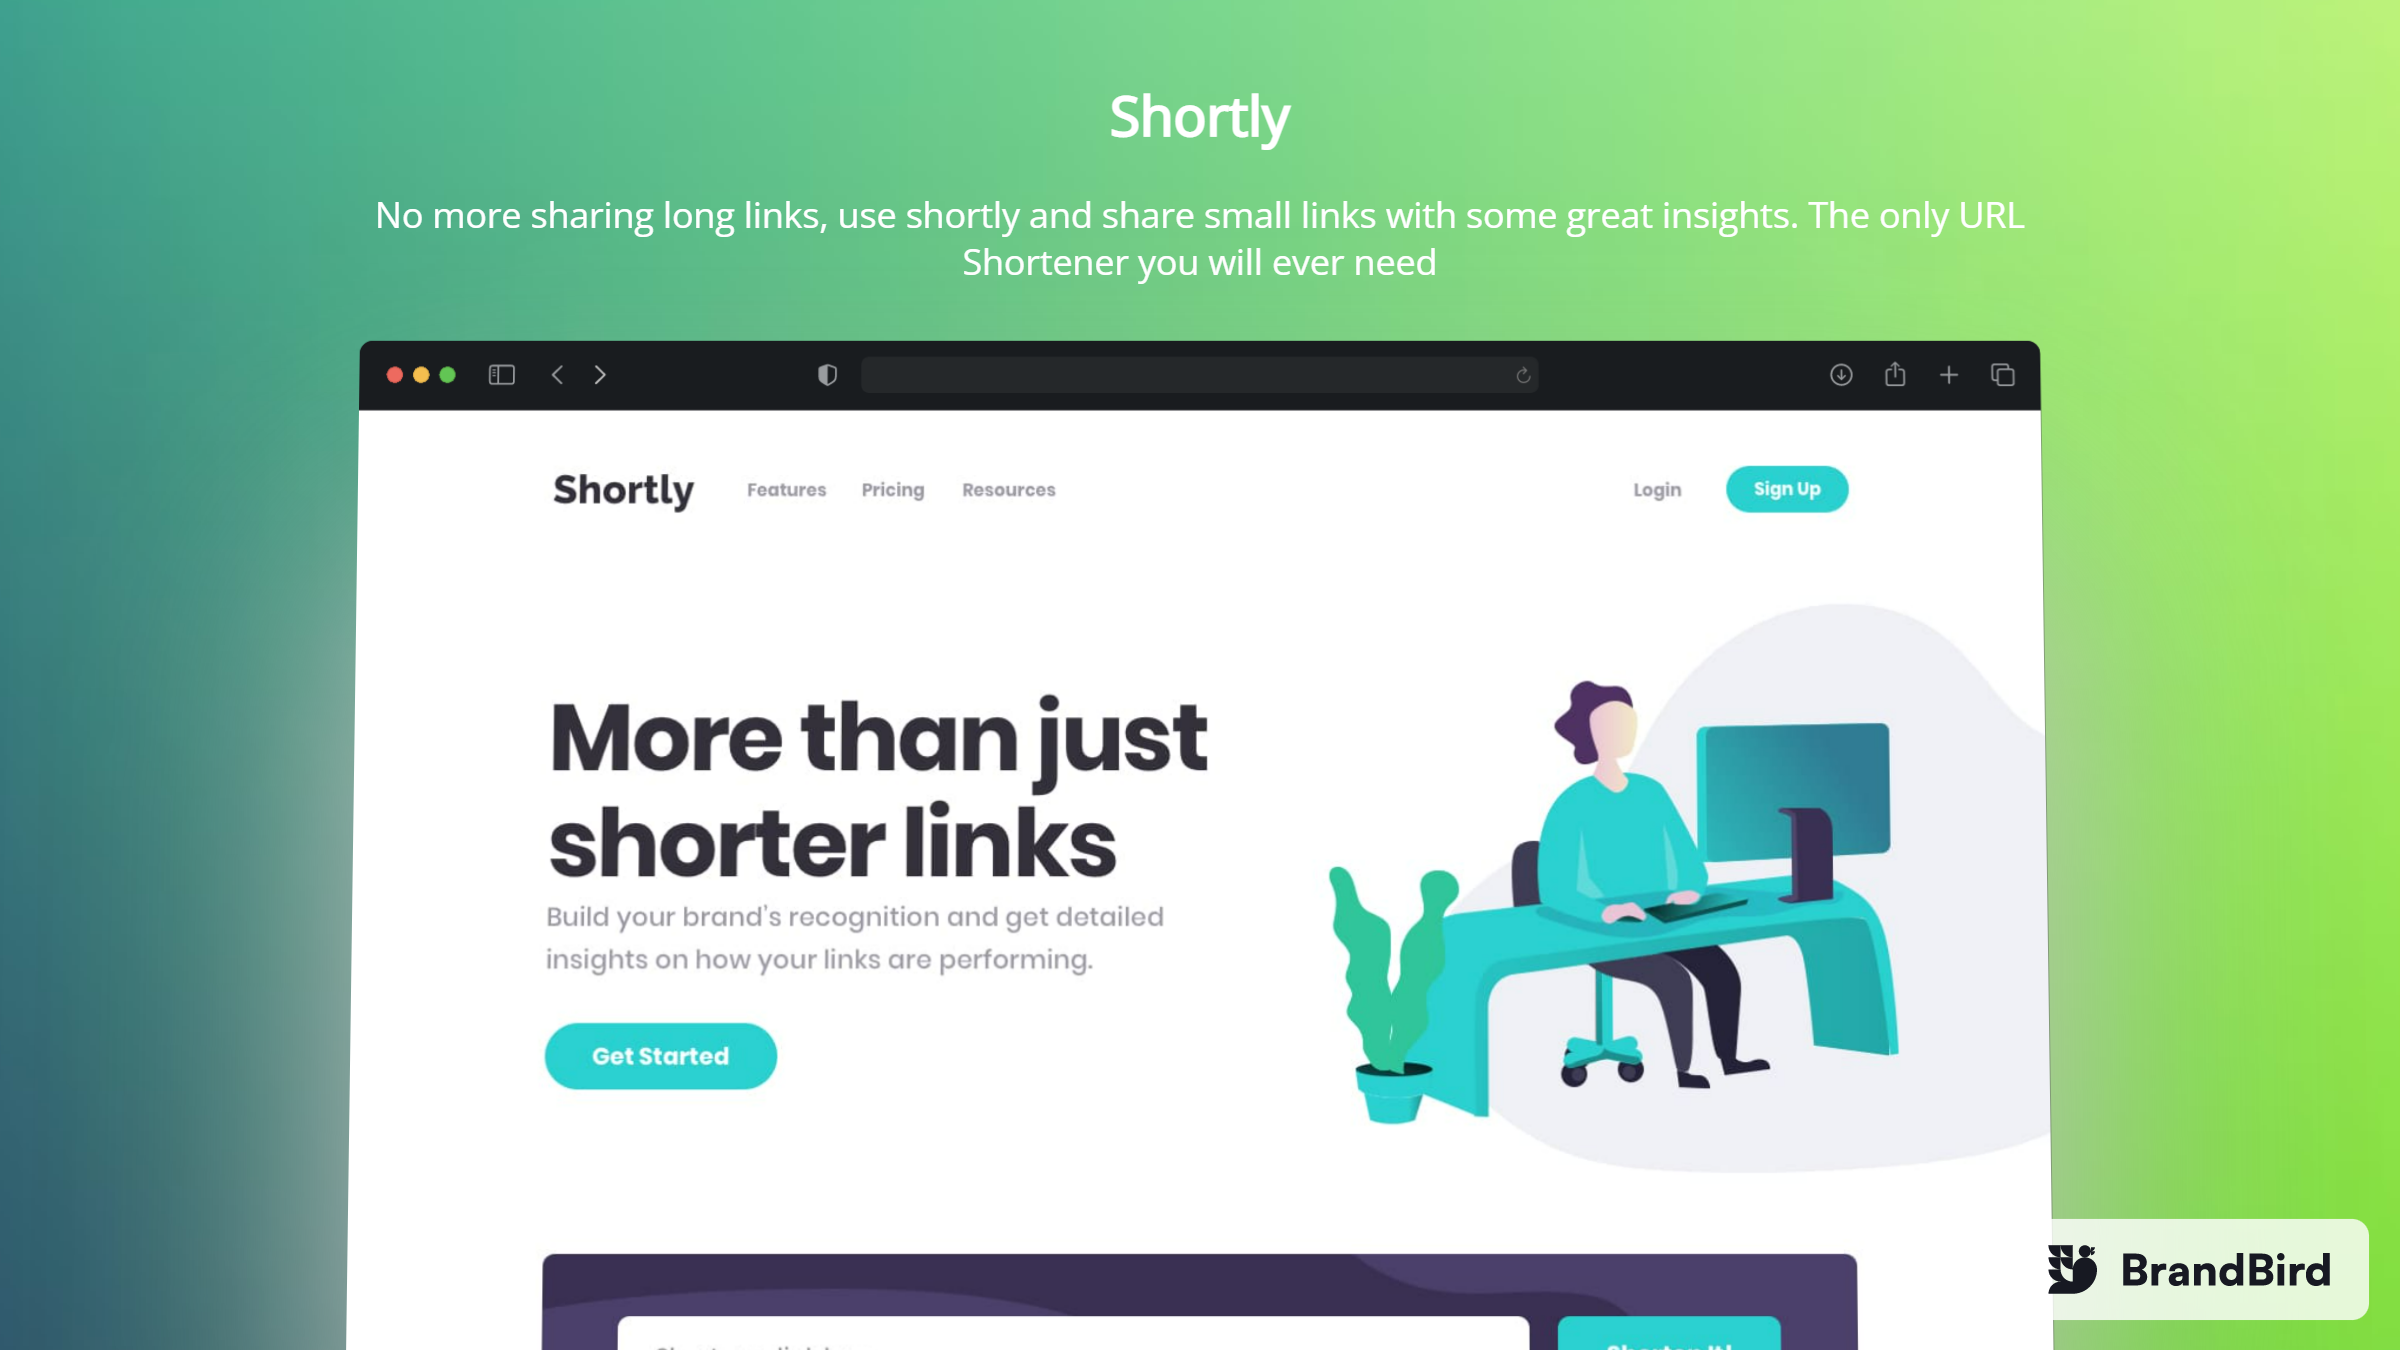 Shortly
No more sharing long links, use shortly and share small links with some great insights. The only URL
Shortener you will ever need
Shortly Features Pricing Resources Login Sign Up
More than just
shorter links
Build your brand's recognition and get detailed
insights on how your links are performing.
Get Started
BrandBird
Shorten It!